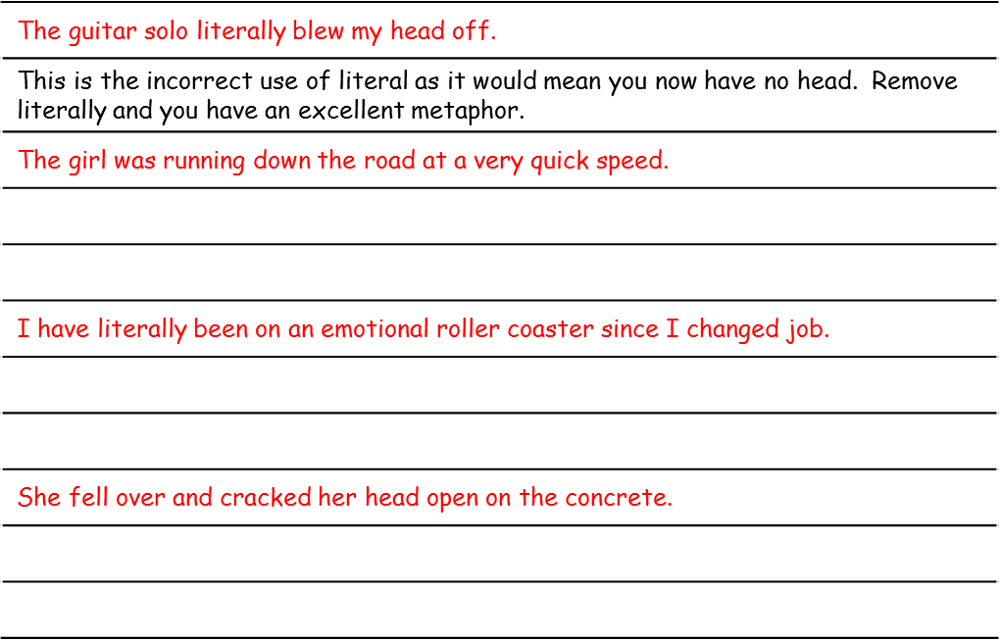 The guitar solo literally blew my head off.
This is the incorrect use of literal as it would mean you now have no head.  Remove
literally and you have an excellent metaphor.
The girl was running down the road at a very quick speed.
I have literally been on an emotional roller coaster since I changed job.
She fell over and cracked her head open on the concrete.